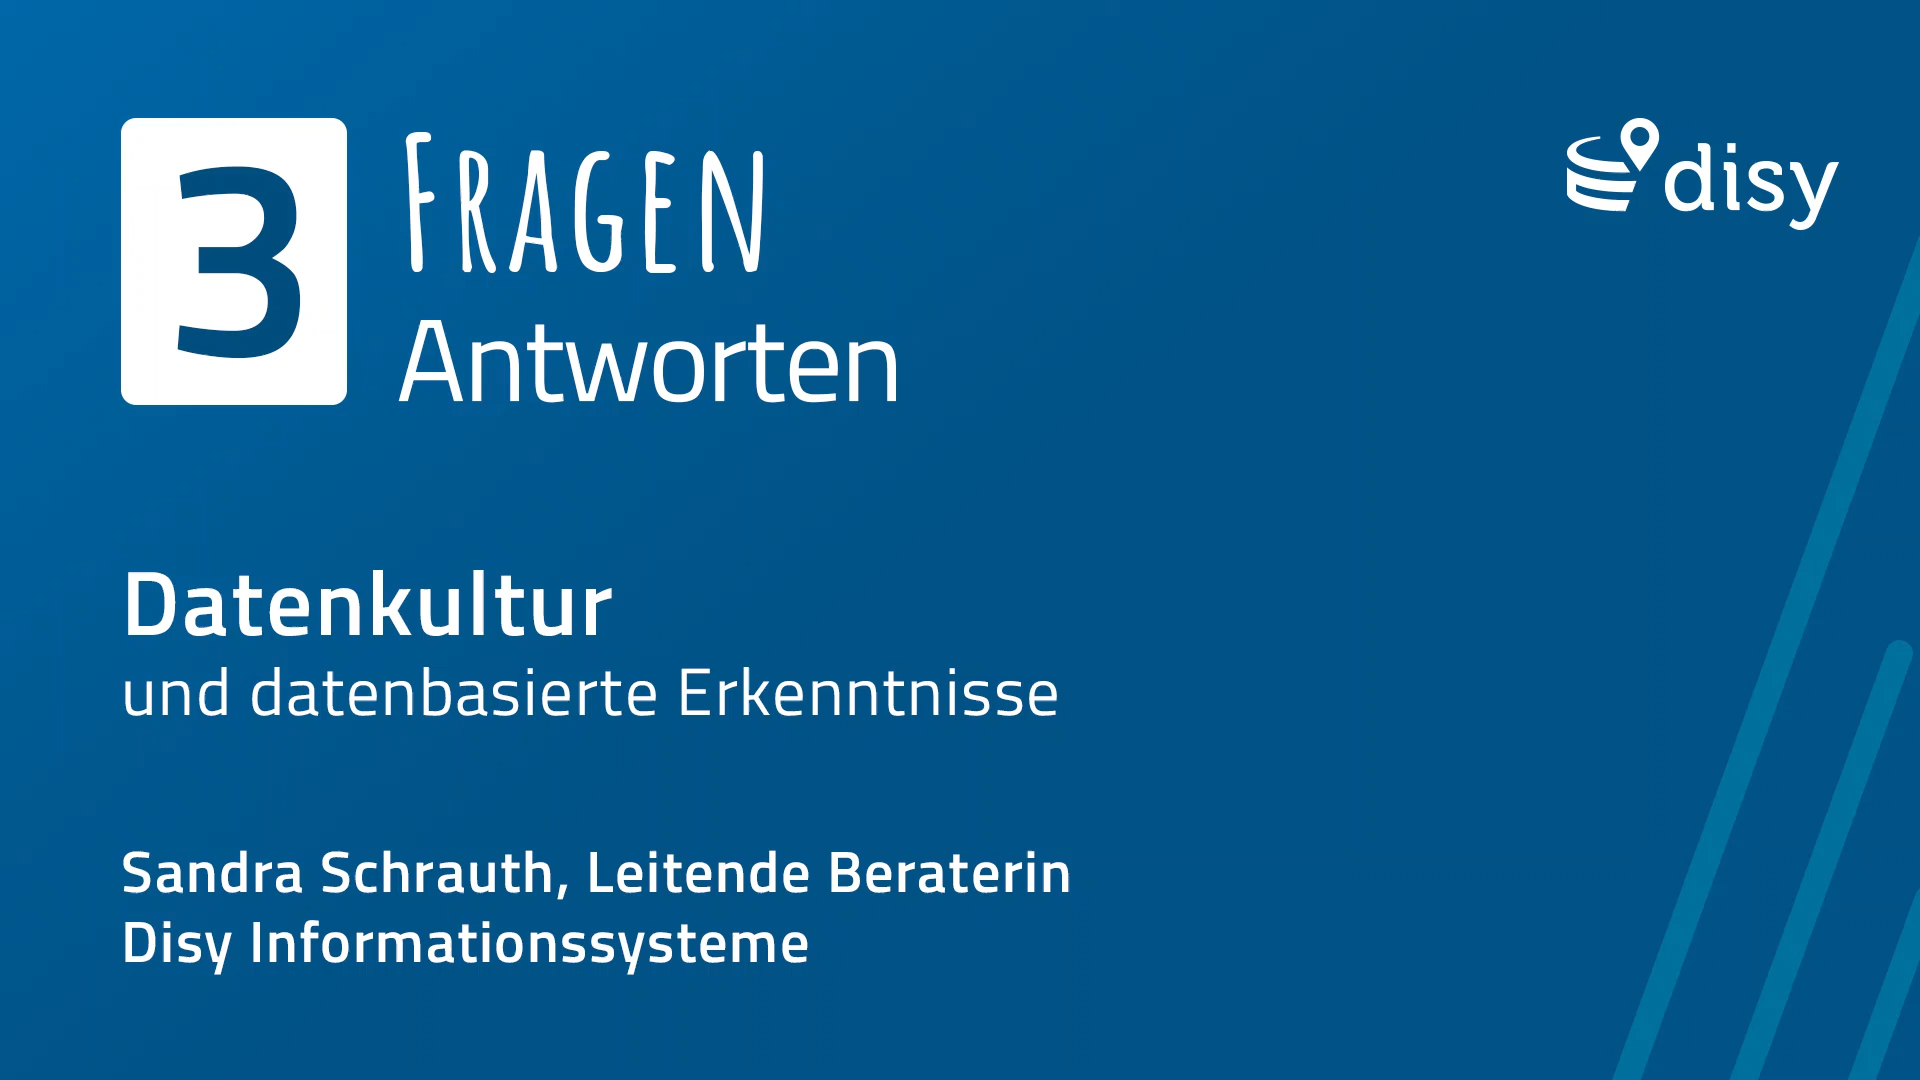 3
FRAGEN
Antworten
disy
Datenkultur
und datenbasierte Erkenntnisse
Sandra Schrauth, Leitende Beraterin
Disy Informationssysteme